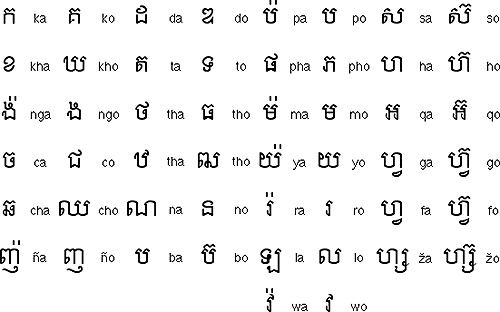 ក ka គ ko ដ da ឌ do ប៉ pa ប po ស sa ស៊ so
ខ kha ឃ kho ត ta ទ to ផ pha ភ pho ហ ha ហ៊ ho
ង៉ nga ង ngo ថ tha ធ tho ម៉ ma ម mo អ qa អ៊ qo
ច ca ជ co ឋ tha ឍ tho យ៉ ya យ yo ហ្វ ga ហ្វ៊ go
ឆ cha ឈ cho ណ na ន no រ៉ ra រ ro ហ្វ fa ហ្វ៊ fo
ញ៉ ña ញ ño ប ba ប៊ bo ឡ la ល lo ហ្ស ža ហ្ស៊ žo
វ៉ wa វ wo